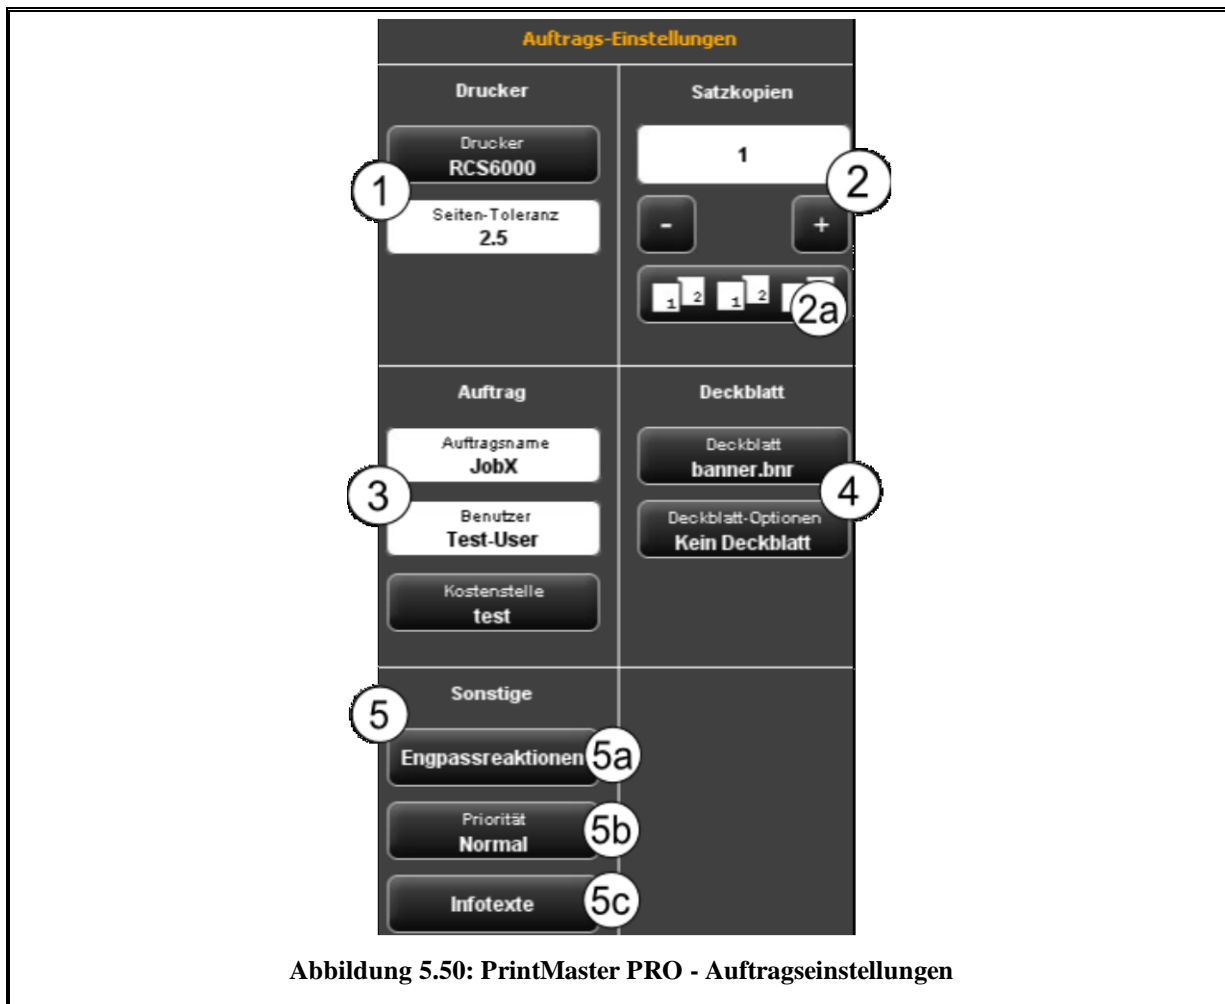 Auftrags-Einstellungen
Drucker
Drucker
RCS6000
1
Seiten-Toleranz
2.5
Satzkopien
1
2
-
+
1 2 1 2
2a
Auftrag
Auftragsname
JobX
3
Benutzer
Test-User
Kostenstelle
test
Deckblatt
Deckblatt
banner.bnr
4
Deckblatt-Optionen
Kein Deckblatt
Sonstige
5
Engpassreaktionen
5a
Priorität
Normal
5b
Infotexte
5c
Abbildung 5.50: PrintMaster PRO - Auftragseinstellungen